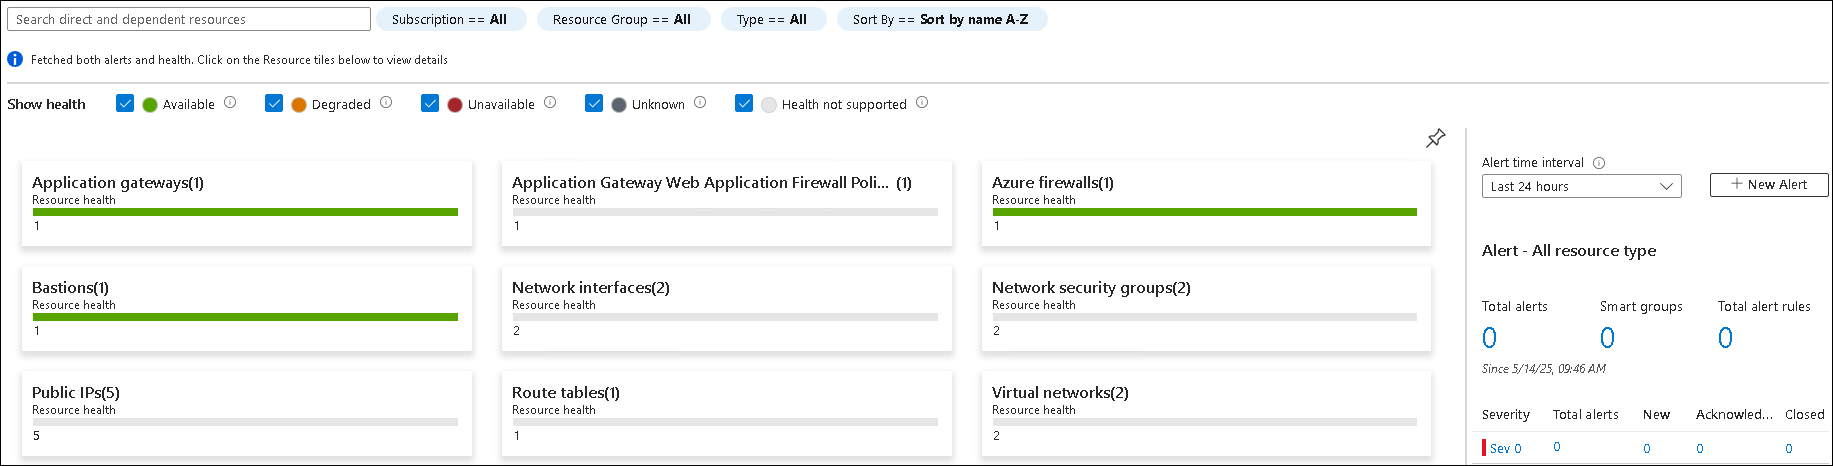 Search direct and dependent resources
Subscription == All
Resource Group == All
Type == All
Sort By == Sort by name A-Z
Fetched both alerts and health. Click on the Resource tiles below to view details
Show health
Available
Degraded
Unavailable
Unknown
Health not supported
Application gateways(1)
Resource health
1
Application Gateway Web Application Firewall Poli... (1)
Resource health
1
Azure firewalls(1)
Resource health
1
Bastions(1)
Resource health
1
Network interfaces(2)
Resource health
2
Network security groups(2)
Resource health
2
Public IPs(5)
Resource health
5
Route tables(1)
Resource health
1
Virtual networks(2)
Resource health
2
Alert time interval
Last 24 hours
+ New Alert
Alert - All resource type
Total alerts
0
Smart groups
0
Total alert rules
0
Since 5/14/25, 09:46 AM
Severity Total alerts New Acknowled... Closed
Sev 0 0 0 0 0